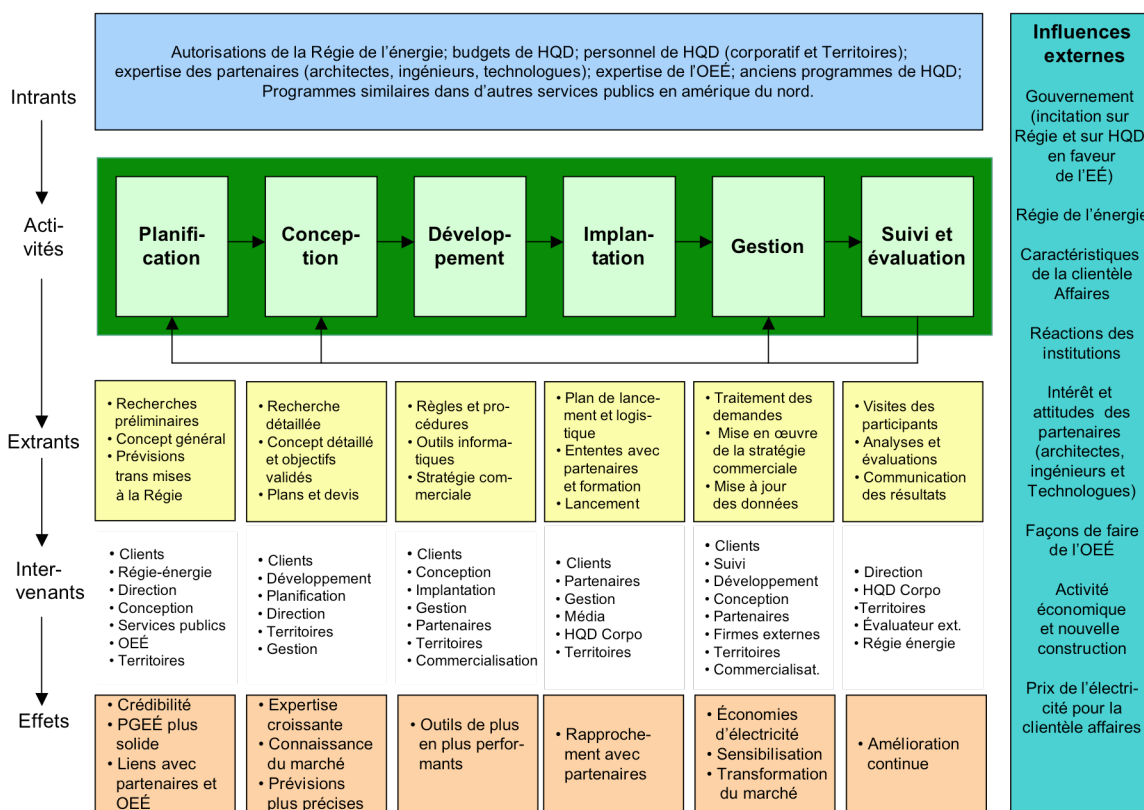 Autorisations de la Régie de l’énergie; budgets de HQD; personnel de HQD (corporatif et Territoires);
expertise des partenaires (architectes, ingénieurs, technologues); expertise de l’OEÉ; anciens programmes de HQD;
Programmes similaires dans d’autres services publics en amérique du nord.
Intrants
Acti-
vités
Extrants
Inter-
venants
Effets
Planifi-
cation
Concep-
tion
Dévelop-
pement
Implan-
tation
Gestion
Suivi et
évaluation
• Recherches
préliminaires
• Concept général
• Prévisions
trans mises
à la Régie
• Recherche
détaillée
• Concept détaillé
et objectifs
validés
• Plans et devis
• Règles et pro-
cédures
• Outils informa-
tiques
• Stratégie com-
merciale
• Plan de lance-
ment et logis-
tique
• Ententes avec
partenaires
et formation
• Lancement
• Traitement des
demandes
• Mise en œuvre
de la stratégie
commerciale
• Mise à jour
des données
• Visites des
participants
• Analyses et
évaluations
• Communication
des résultats
• Clients
• Régie-énergie
• Direction
• Conception
• Services publics
• OEÉ
• Territoires
• Clients
• Développement
• Planification
• Direction
• Territoires
• Gestion
• Clients
• Conception
• Implantation
• Gestion
• Partenaires
• Territoires
• Commercialisation
• Clients
• Partenaires
• Gestion
• Média
• HQD Corpo
• Territoires
• Clients
• Suivi
• Développement
• Conception
• Partenaires
• Firmes externes
• Territoires
• Commercialisat.
• Direction
• HQD Corpo
•Territoires
• Évaluateur ext.
• Régie énergie
• Crédibilité
• PGEÉ plus
solide
• Liens avec
partenaires et
OEÉ
• Expertise
croissante
• Connaissance
du marché
• Prévisions
plus précises
• Outils de plus
en plus perfor-
mants
• Rapproche-
ment avec
partenaires
• Économies
d’électricité
• Sensibilisation
• Transformation
du marché
• Amélioration
continue
Influences
externes
Gouvernement
(incitation sur
Régie et sur HQD
en faveur
de l’EÉ)
Régie de l’énergie
Caractéristiques
de la clientèle
Affaires
Réactions des
institutions
Intérêt et
attitudes des
partenaires
(architectes,
ingénieurs et
Technologues)
Façons de faire
de l’OEÉ
Activité
économique
et nouvelle
construction
Prix de l’électri-
cité pour la
clientèle affaires